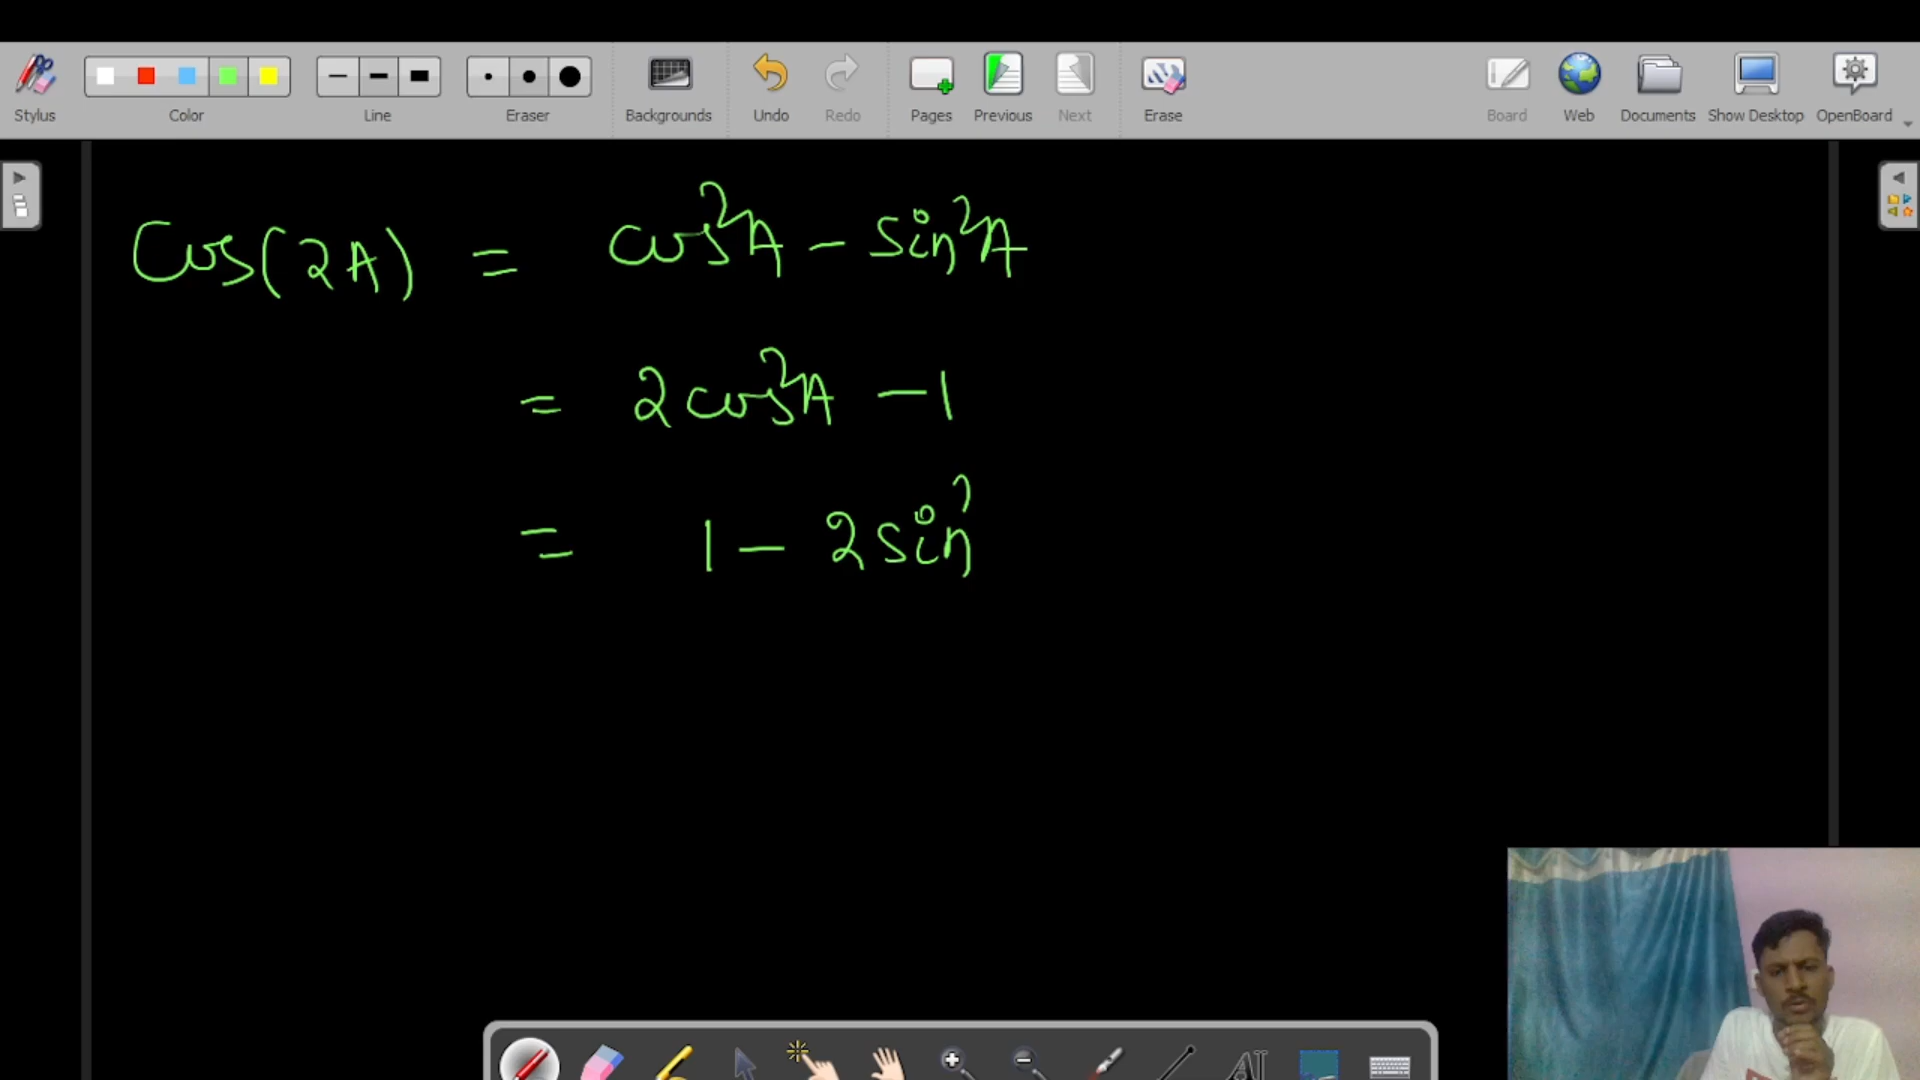 Stylus Color Line Eraser Backgrounds Undo Redo Pages Previous Next Erase Board Web Documents Show Desktop OpenBoard
Cos(2A) = cos²A - sin²A
= 2cos²A - 1
= 1 - 2sin²